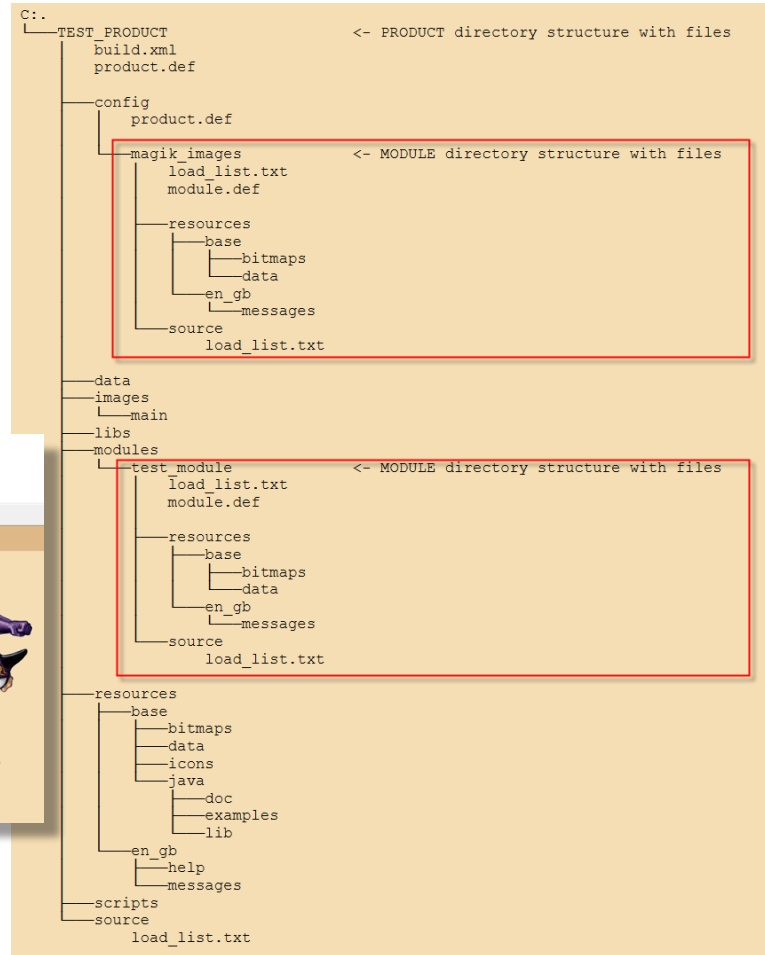 C:.
└───TEST_PRODUCT <- PRODUCT directory structure with files
build.xml
product.def
config
product.def
magik_images <- MODULE directory structure with files
load_list.txt
module.def
resources
base
bitmaps
data
en_gb
messages
source
load_list.txt
data
images
main
libs
modules
test_module <- MODULE directory structure with files
load_list.txt
module.def
resources
base
bitmaps
data
en_gb
messages
source
load_list.txt
resources
base
bitmaps
data
icons
java
doc
examples
lib
en_gb
help
messages
scripts
source
load_list.txt